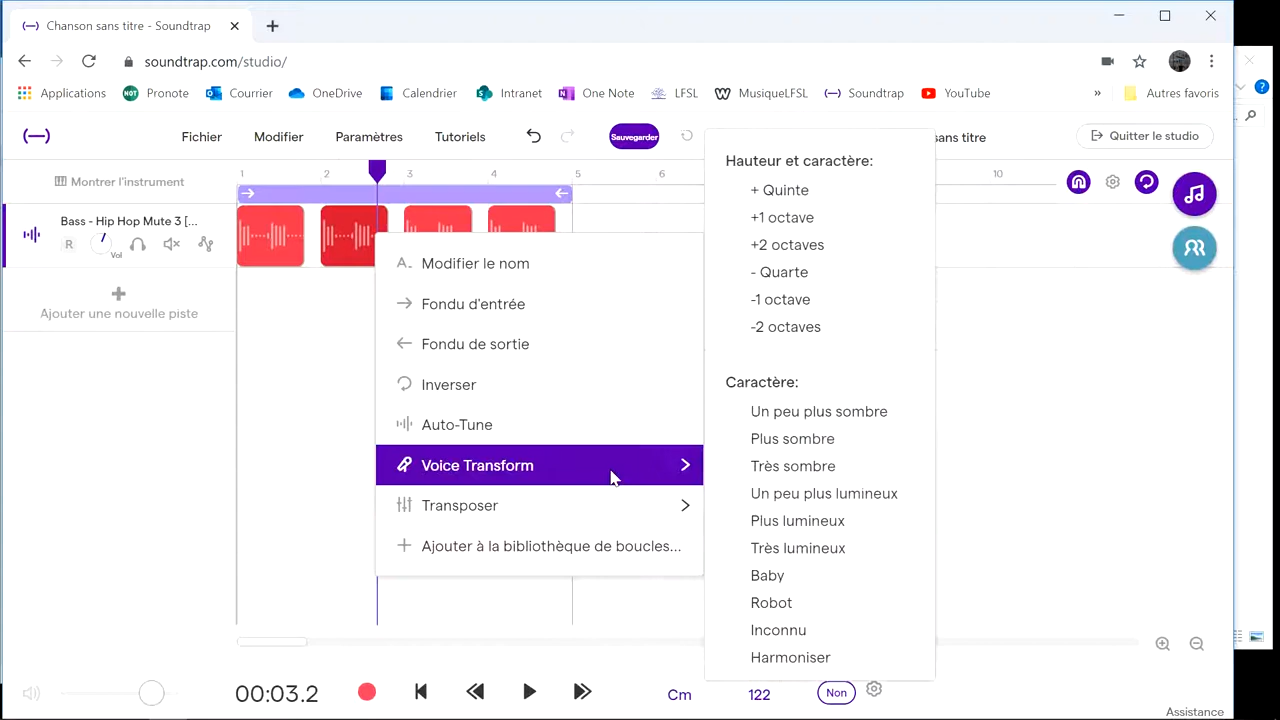 Chanson sans titre - Soundtrap
soundtrap.com/studio/
Applications
NOT
Pronote
Courrier
OneDrive
Calendrier
Intranet
One Note
LFSL
MusiqueLFSL
Soundtrap
YouTube
»
Autres favoris
Fichier
Modifier
Paramètres
Tutoriels
Sauvegarder
sans titre
Quitter le studio
Montrer l'instrument
1
2
3
4
5
6
10
Bass - Hip Hop Mute 3 [...
R
Vol
Ajouter une nouvelle piste
Modifier le nom
Fondu d'entrée
Fondu de sortie
Inverser
Auto-Tune
Voice Transform
Transposer
Ajouter à la bibliothèque de boucles...
Hauteur et caractère:
+ Quinte
+1 octave
+2 octaves
- Quarte
-1 octave
-2 octaves
Caractère:
Un peu plus sombre
Plus sombre
Très sombre
Un peu plus lumineux
Plus lumineux
Très lumineux
Baby
Robot
Inconnu
Harmoniser
00:03.2
Cm
122
Non
Assistance